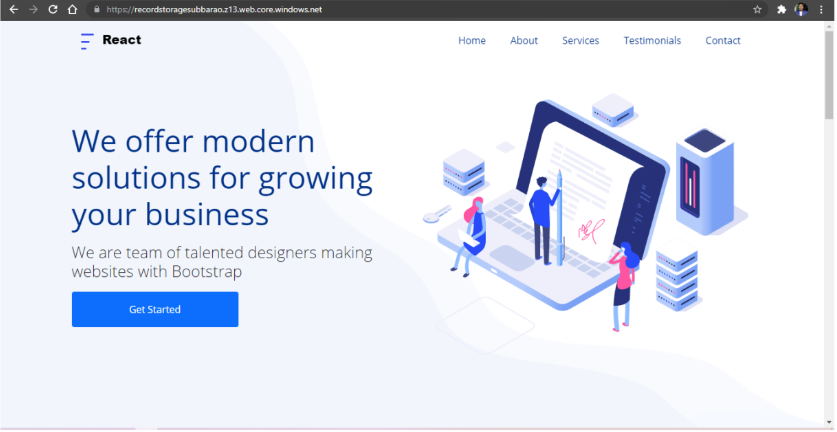 https://recordstoragesubbarao.z13.web.core.windows.net
React
Home About Services Testimonials Contact
We offer modern
solutions for growing
your business
We are team of talented designers making
websites with Bootstrap
Get Started